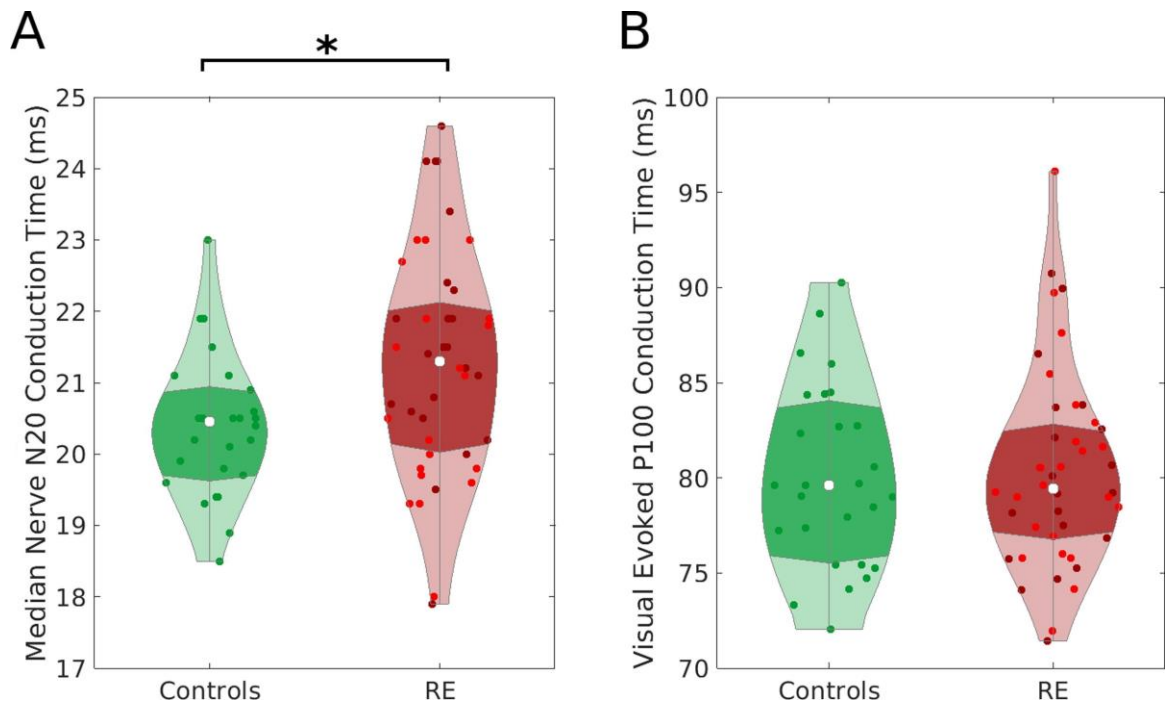 A
*
Median Nerve N20 Conduction Time (ms)
25
24
23
22
21
20
19
18
17
Controls
RE
B
Visual Evoked P100 Conduction Time (ms)
100
95
90
85
80
75
70
Controls
RE